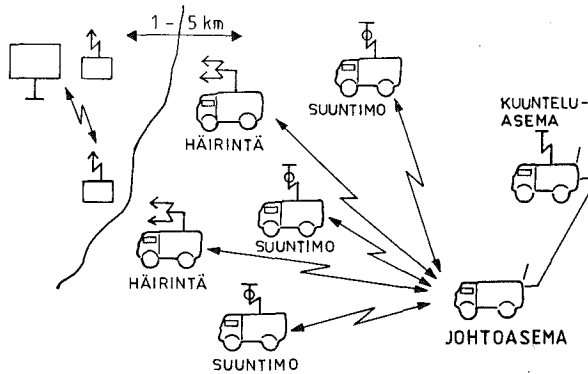 1 - 5 km
SUUNTIMO
KUUNTELU-
ASEMA
HÄIRINTÄ
SUUNTIMO
HÄIRINTÄ
JOHTOASEMA
SUUNTIMO